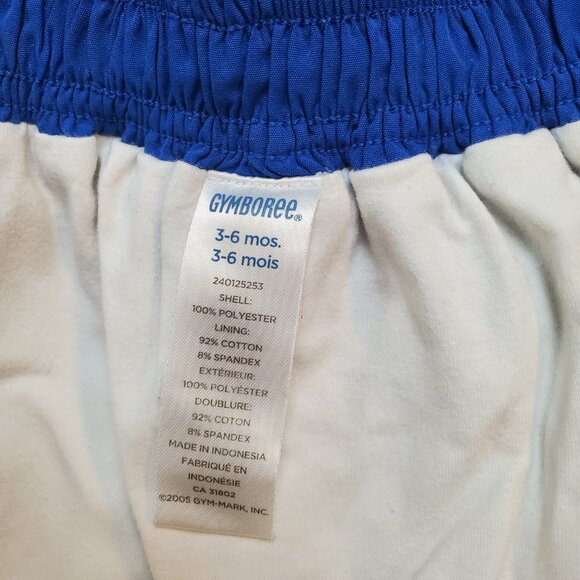 GYMBOREE®
3-6 mos.
3-6 mois
240125253
SHELL:
100% POLYESTER
LINING:
92% COTTON
8% SPANDEX
EXTÉRIEUR:
100% POLYÉSTER
DOUBLURE:
92% COTON
8% SPANDEX
MADE IN INDONESIA
FABRIQUÉ EN
INDONÉSIE
CA 31802
©2005 GYM-MARK, INC.